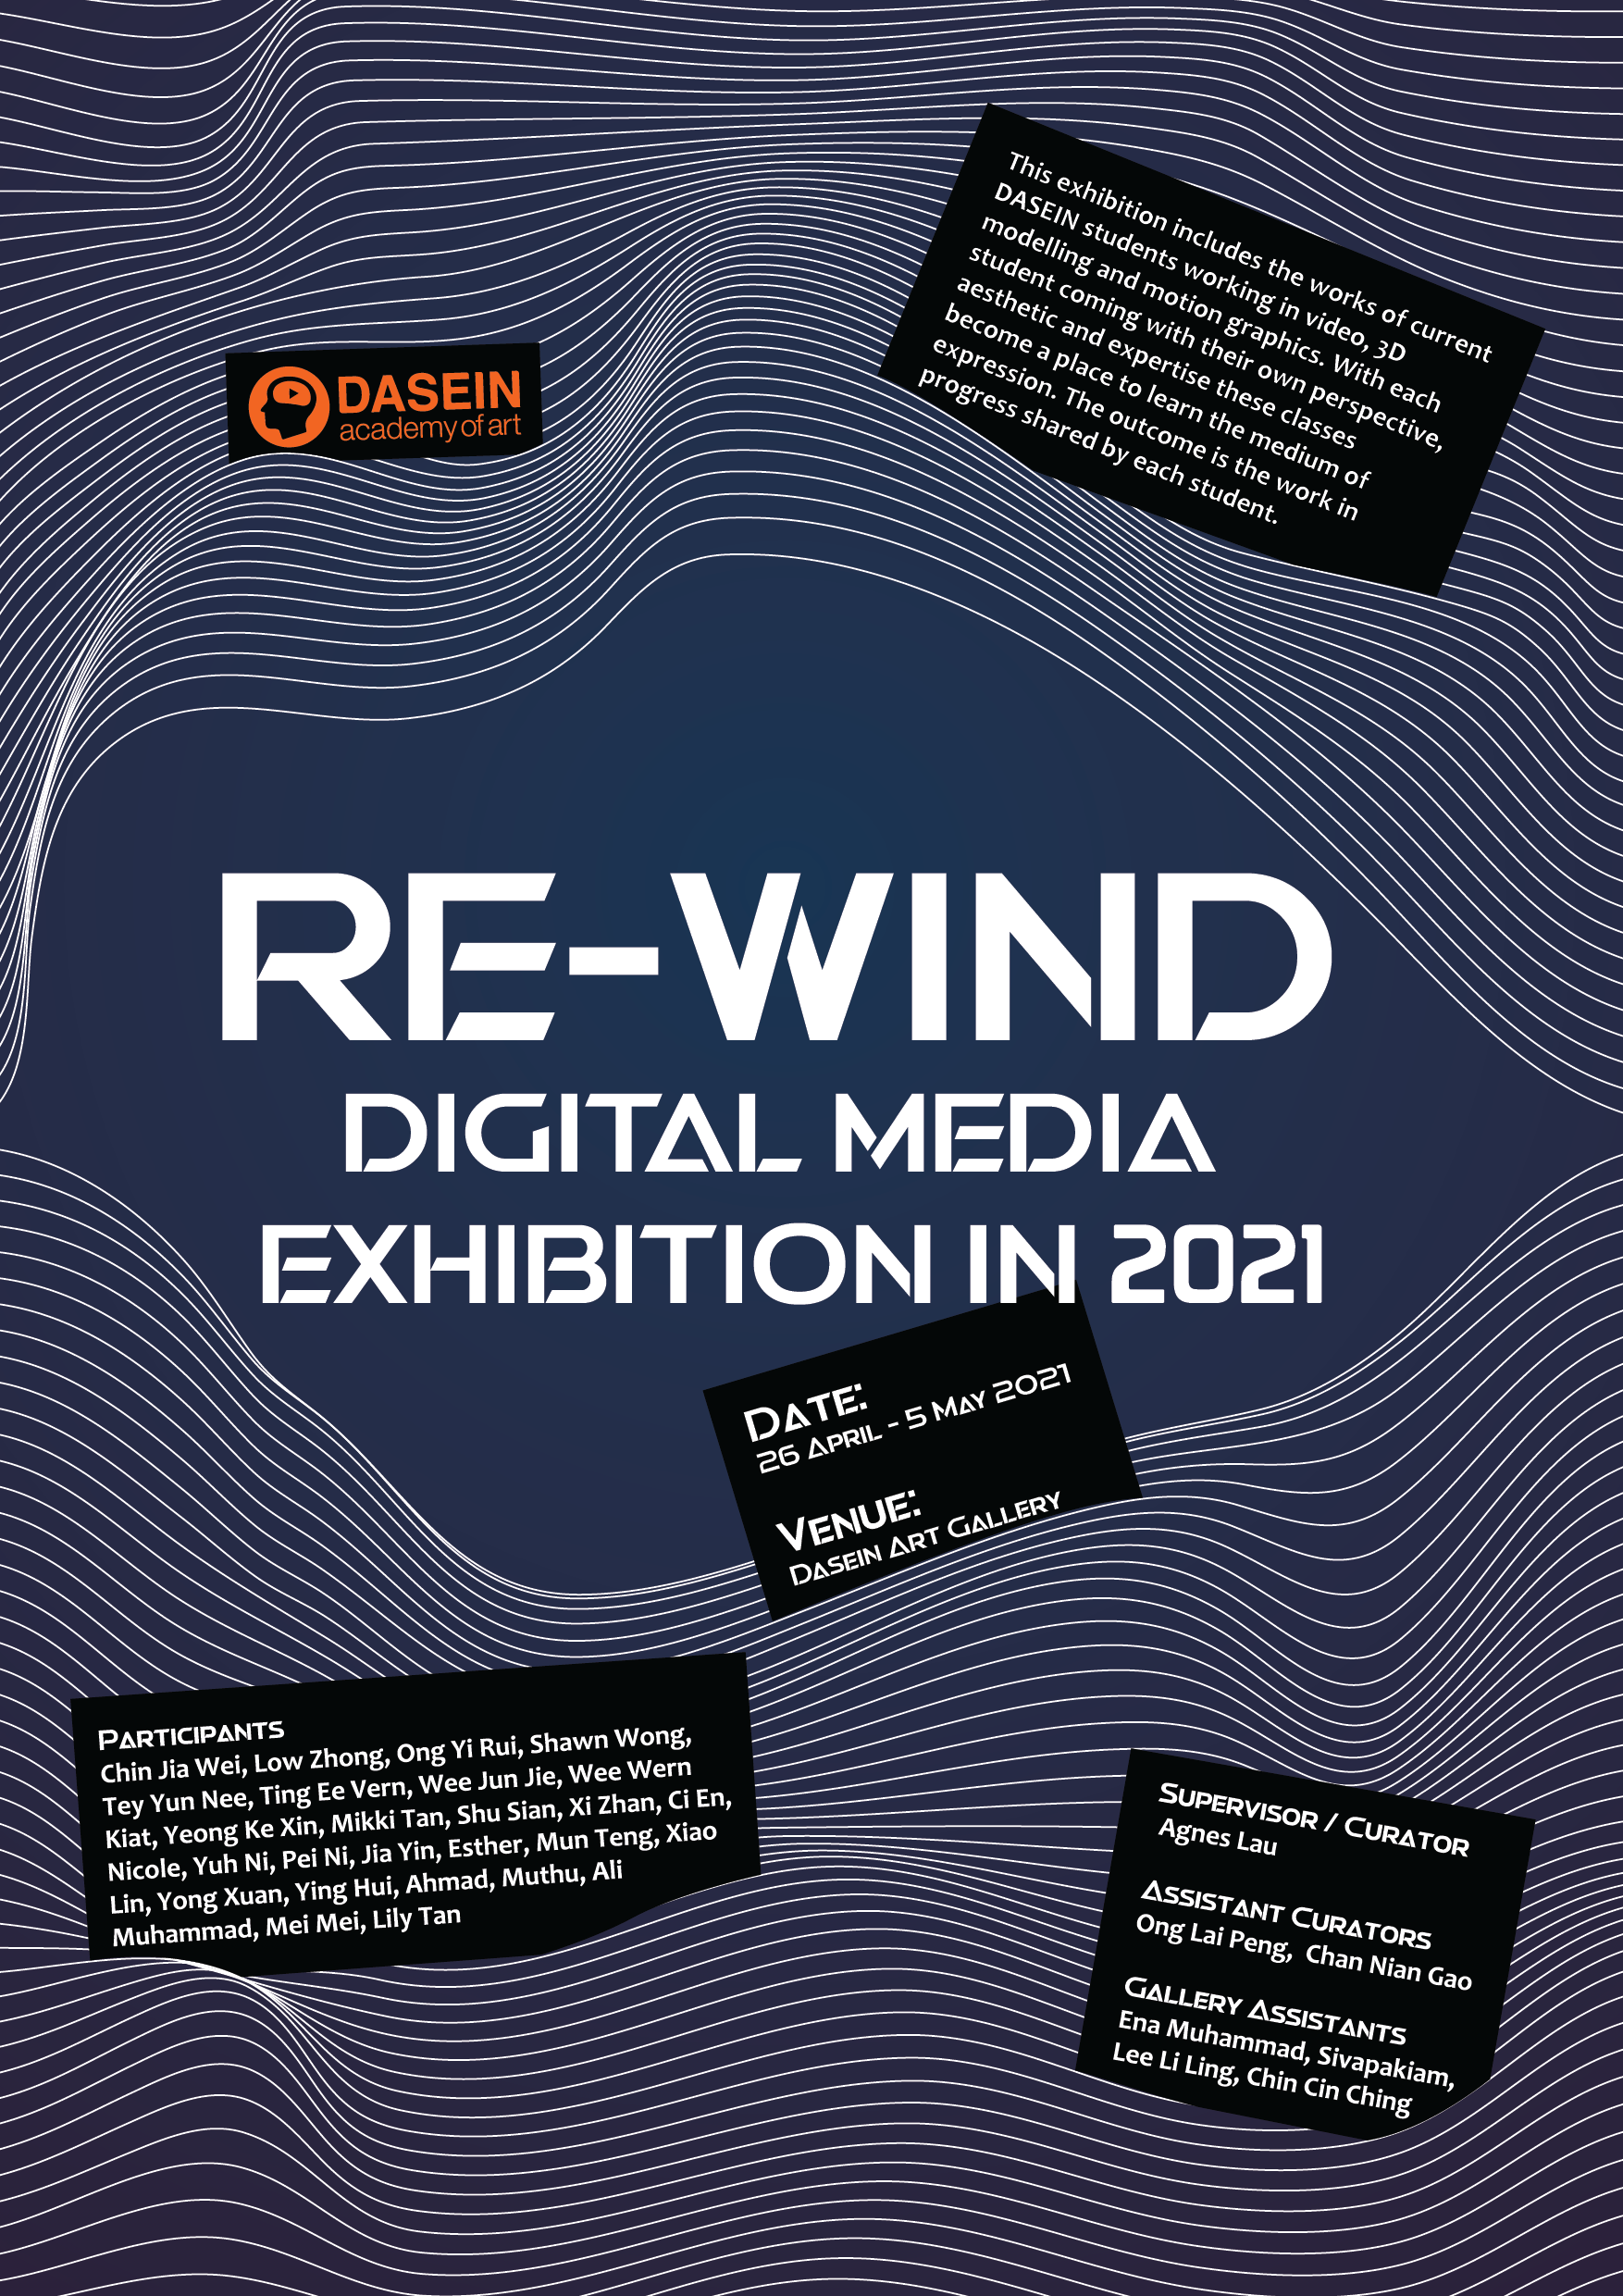 DASEIN
academy of art
This exhibition includes the works of current
DASEIN students working in video, 3D
modelling and motion graphics. With each
student coming with their own perspective,
aesthetic and expertise these classes
become a place to learn the medium of
expression. The outcome is the work in
progress shared by each student.
RE-WIND
DIGITAL MEDIA
EXHIBITION IN 2021
DATE:
26 APRIL - 5 MAY 2021
VENUE:
DASEIN ART GALLERY
PARTICIPANTS
Chin Jia Wei, Low Zhong, Ong Yi Rui, Shawn Wong,
Tey Yun Nee, Ting Ee Vern, Wee Jun Jie, Wee Wern
Kiat, Yeong Ke Xin, Mikki Tan, Shu Sian, Xi Zhan, Ci En,
Nicole, Yuh Ni, Pei Ni, Jia Yin, Esther, Mun Teng, Xiao
Lin, Yong Xuan, Ying Hui, Ahmad, Muthu, Ali
Muhammad, Mei Mei, Lily Tan
SUPERVISOR / CURATOR
Agnes Lau
ASSISTANT CURATORS
Ong Lai Peng,  Chan Nian Gao
GALLERY ASSISTANTS
Ena Muhammad, Sivapakiam,
Lee Li Ling, Chin Cin Ching